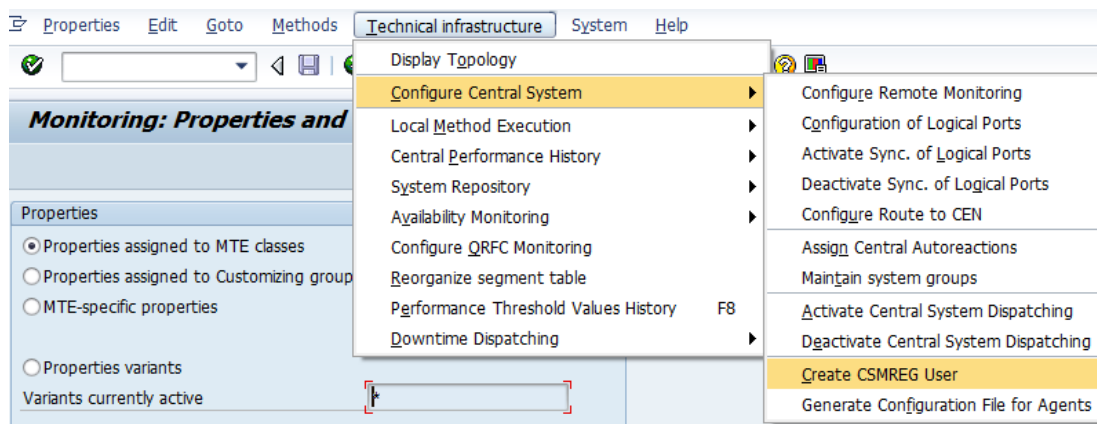 Properties Edit Goto Methods Technical infrastructure System Help
Display Topology
Configure Central System
Local Method Execution
Central Performance History
System Repository
Availability Monitoring
Configure QRFC Monitoring
Reorganize segment table
Performance Threshold Values History F8
Downtime Dispatching
Configure Remote Monitoring
Configuration of Logical Ports
Activate Sync. of Logical Ports
Deactivate Sync. of Logical Ports
Configure Route to CEN
Assign Central Autoreactions
Maintain system groups
Activate Central System Dispatching
Deactivate Central System Dispatching
Create CSMREG User
Generate Configuration File for Agents
Monitoring: Properties and
Properties
Properties assigned to MTE classes
Properties assigned to Customizing group
MTE-specific properties
Properties variants
Variants currently active *